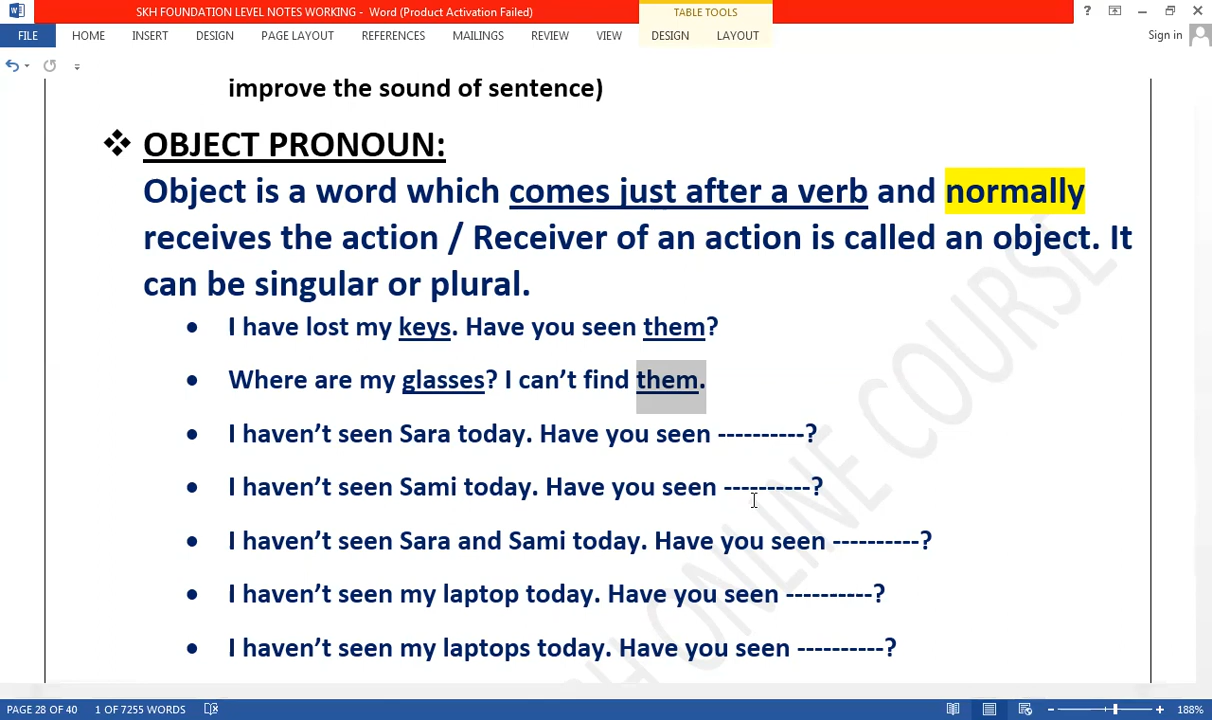 SKH FOUNDATION LEVEL NOTES WORKING - Word (Product Activation Failed)
TABLE TOOLS
FILE HOME INSERT DESIGN PAGE LAYOUT REFERENCES MAILINGS REVIEW VIEW DESIGN LAYOUT Sign in
improve the sound of sentence)
❖ OBJECT PRONOUN:
Object is a word which comes just after a verb and normally
receives the action / Receiver of an action is called an object. It
can be singular or plural.
• I have lost my keys. Have you seen them?
• Where are my glasses? I can’t find them.
• I haven’t seen Sara today. Have you seen ----------?
• I haven’t seen Sami today. Have you seen ----------?
• I haven’t seen Sara and Sami today. Have you seen ----------?
• I haven’t seen my laptop today. Have you seen ----------?
• I haven’t seen my laptops today. Have you seen ----------?
H ONLINE COURSE
PAGE 28 OF 40 1 OF 7255 WORDS 188%